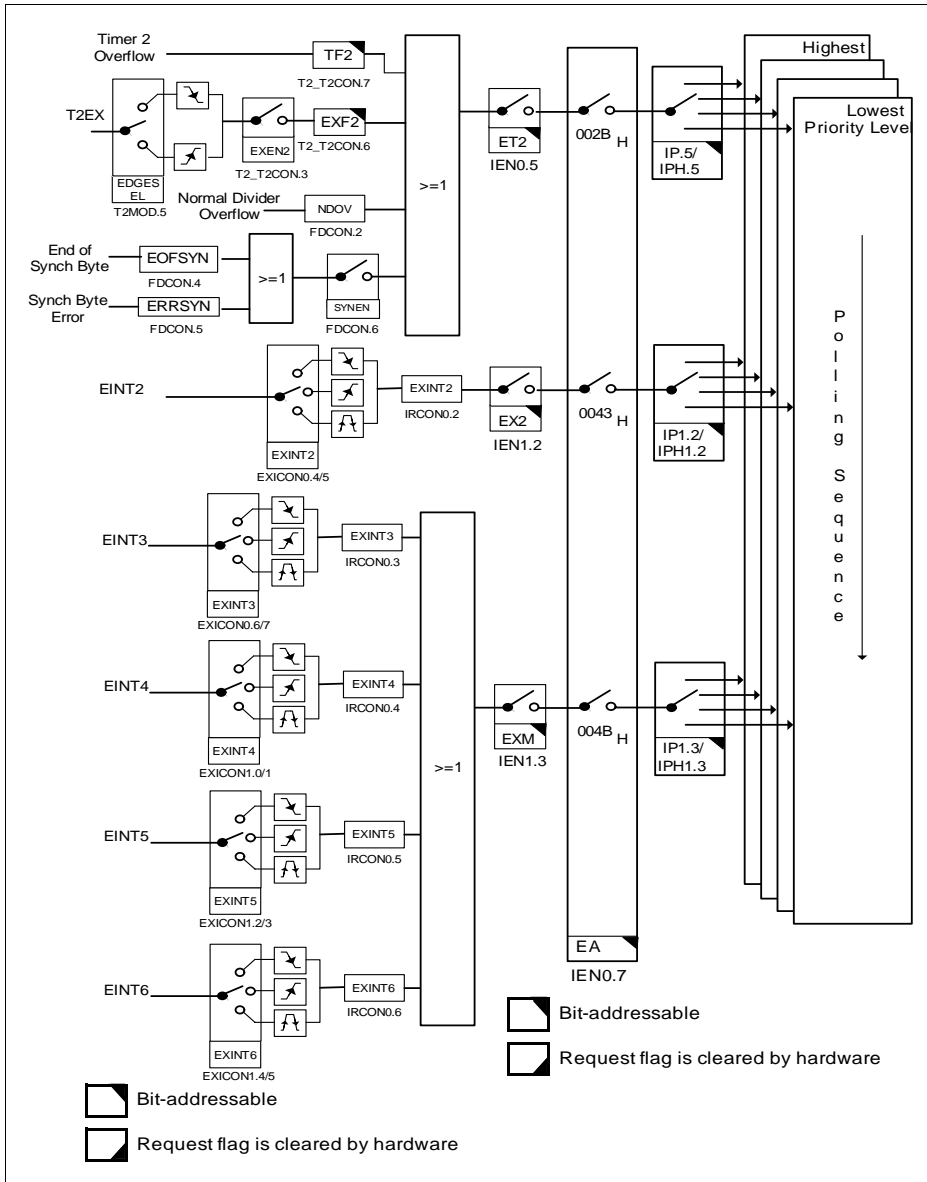 Timer 2
Overflow
TF2
T2_T2CON.7
T2EX
EDGES
EL
T2MOD.5
EXEN2
T2_T2CON.3
EXF2
T2_T2CON.6
Normal Divider
Overflow
NDOV
FDCON.2
End of
Synch Byte
EOFSYN
FDCON.4
Synch Byte
Error
ERRSYN
FDCON.5
>=1
SYNEN
FDCON.6
>=1
ET2
IEN0.5
002B H
IP.5/
IPH.5
Highest
Lowest
Priority Level
EINT2
EXINT2
EXICON0.4/5
EXINT2
IRCON0.2
EX2
IEN1.2
0043 H
IP1.2/
IPH1.2
Polling Sequence
EINT3
EXINT3
EXICON0.6/7
EXINT3
IRCON0.3
EINT4
EXINT4
EXICON1.0/1
EXINT4
IRCON0.4
>=1
EXM
IEN1.3
004B H
IP1.3/
IPH1.3
EINT5
EXINT5
EXICON1.2/3
EXINT5
IRCON0.5
EINT6
EXINT6
EXICON1.4/5
EXINT6
IRCON0.6
EA
IEN0.7
Bit-addressable
Request flag is cleared by hardware
Bit-addressable
Request flag is cleared by hardware